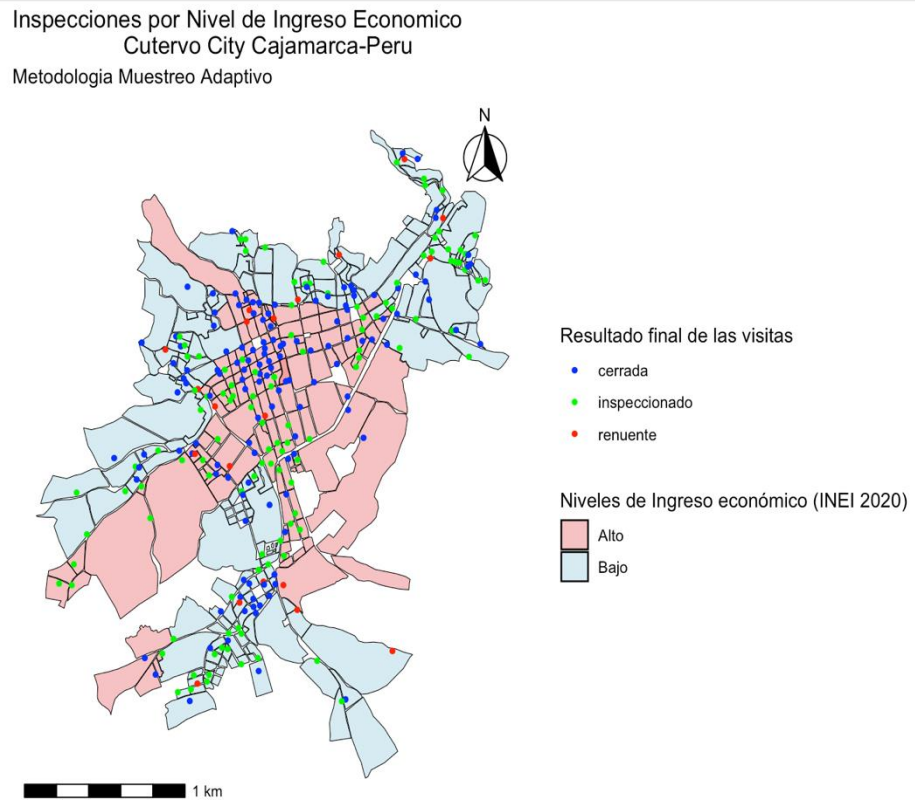 Inspecciones por Nivel de Ingreso Economico
Cutervo City Cajamarca-Peru
Metodologia Muestreo Adaptivo
N
Resultado final de las visitas
cerrada
inspeccionado
renuente
Niveles de Ingreso económico (INEI 2020)
Alto
Bajo
1 km